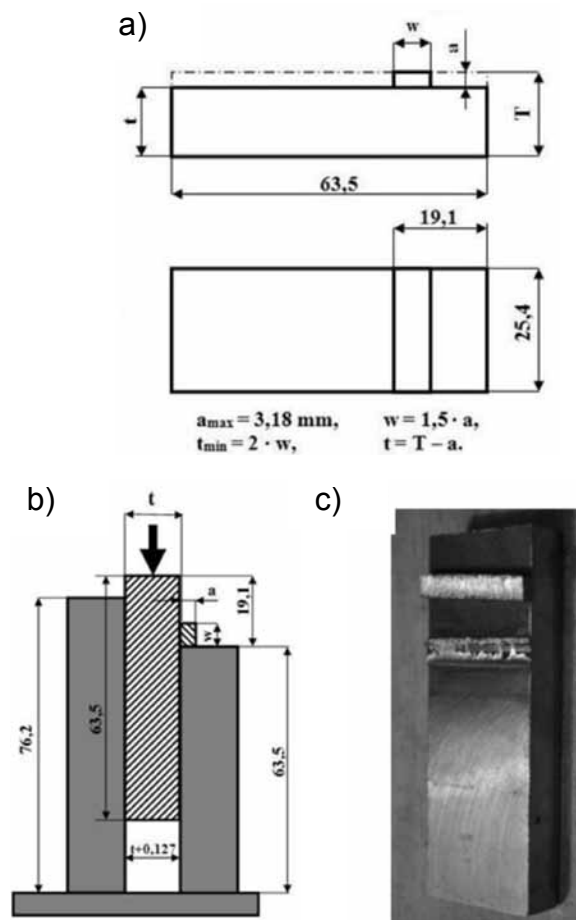 a)
w
a
t
T
63,5
19,1
25,4
amax = 3,18 mm,
w = 1,5 · a,
tmin = 2 · w,
t = T – a.
b)
c)
t
a
19,1
w
76,2
63,5
63,5
t+0,127